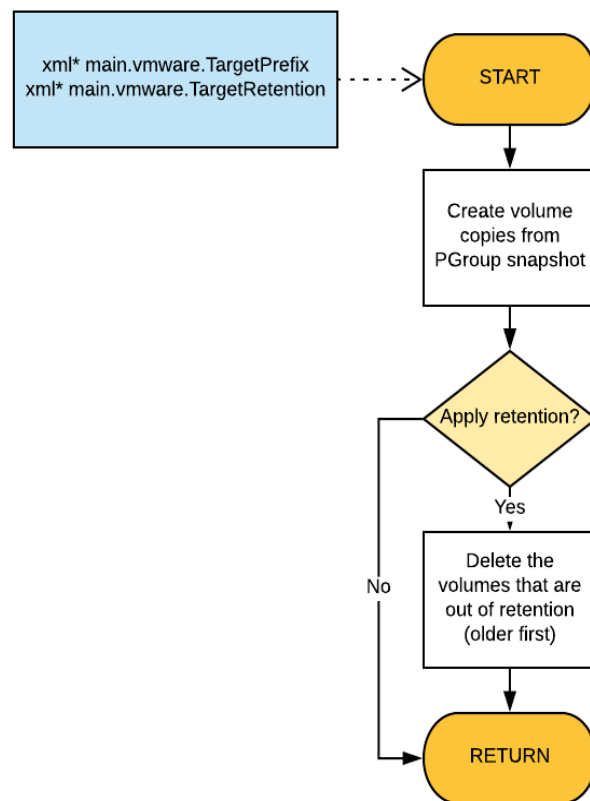 xml* main.vmware.TargetPrefix
xml* main.vmware.TargetRetention
START
Create volume
copies from
PGroup snapshot
Apply retention?
Yes
No
Delete the
volumes that are
out of retention
(older first)
RETURN